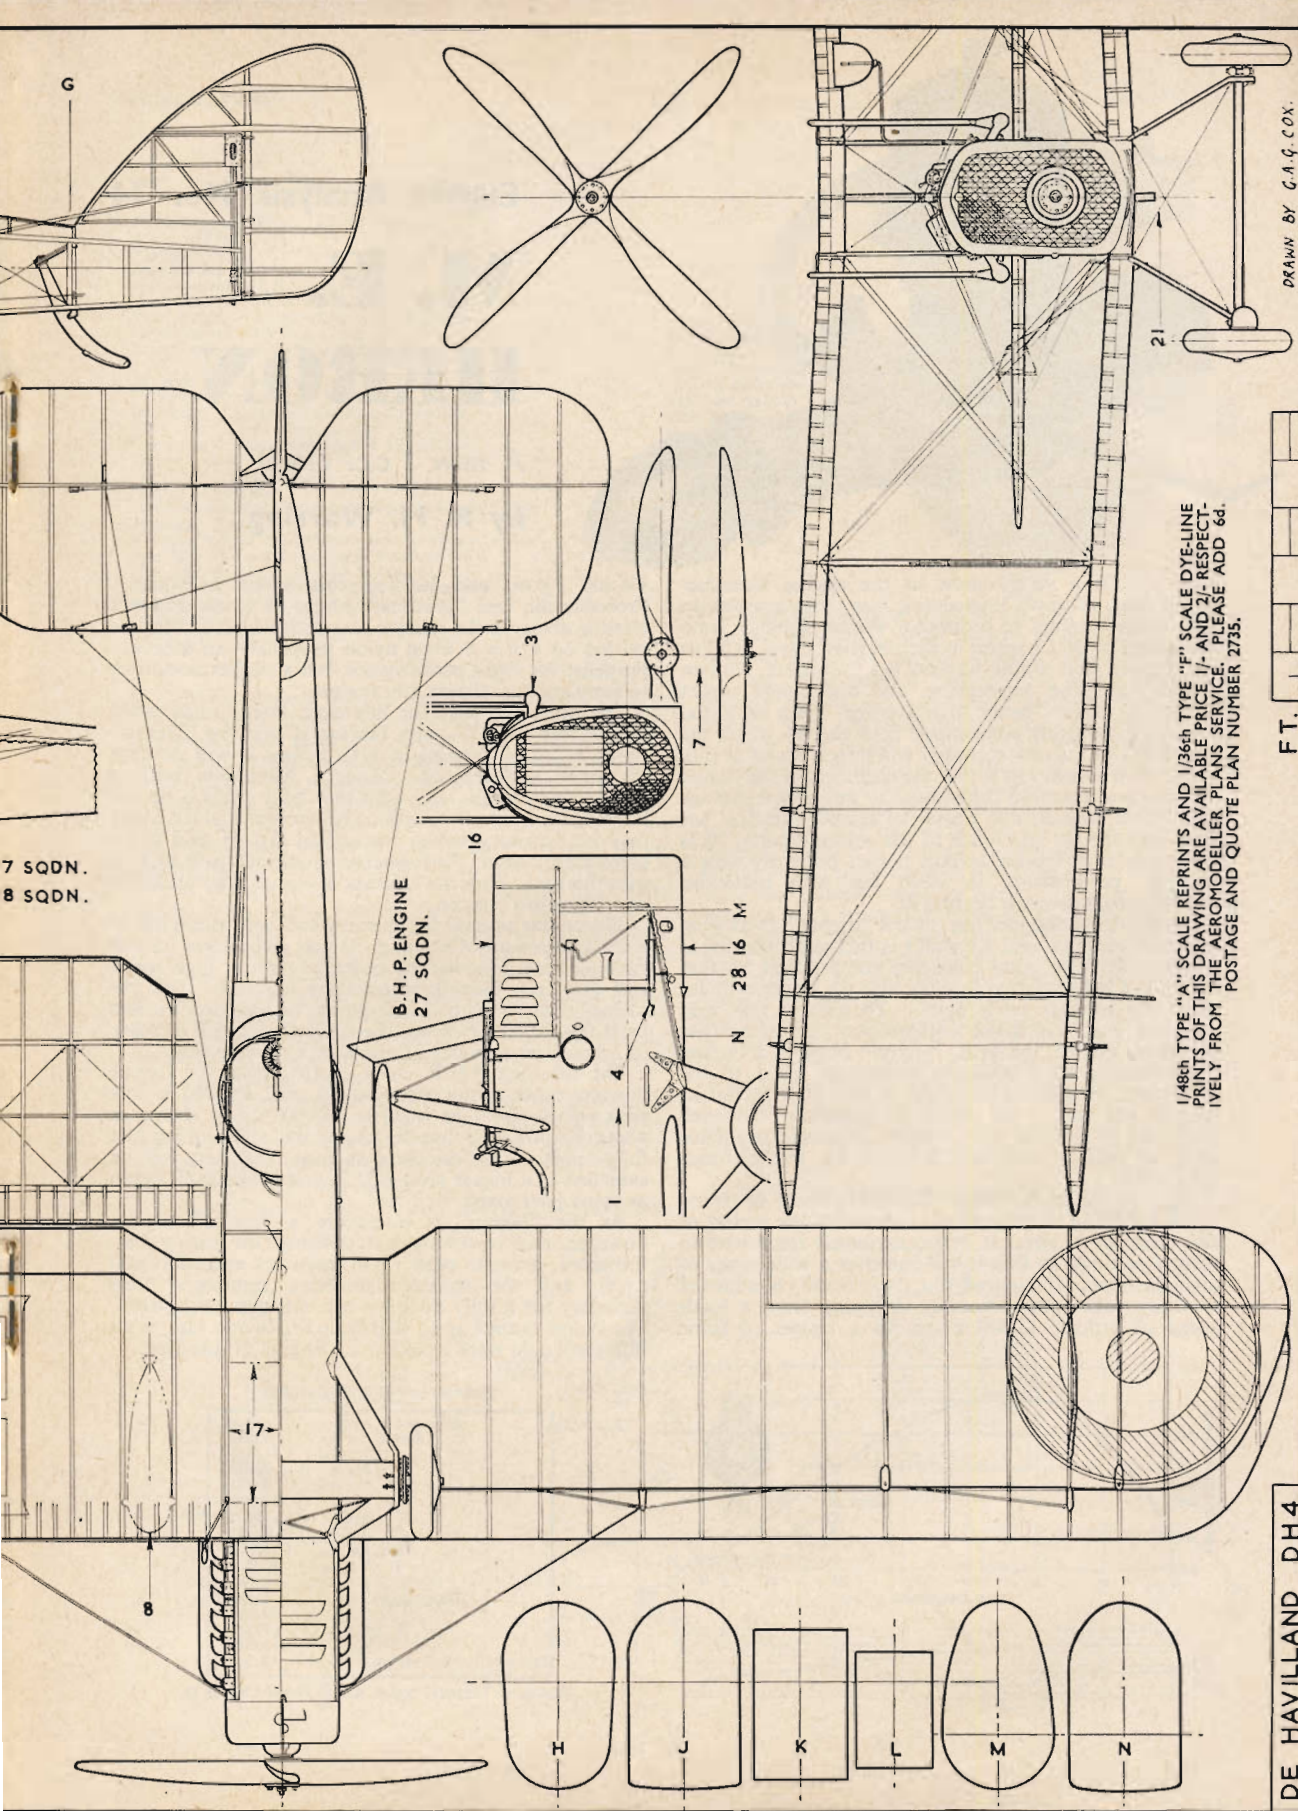 G
DRAWN BY G.A.G. COX.
21
3
7
7 SQDN.
8 SQDN.
B.H.P. ENGINE
27 SQDN.
16
M
16
28
N
4
1
1/48th TYPE "A" SCALE REPRINTS AND 1/36th TYPE "F" SCALE DYE-LINE
PRINTS OF THIS DRAWING ARE AVAILABLE PRICE 1/- AND 2/- RESPECT-
IVELY FROM THE AEROMODELLER PLANS SERVICE. PLEASE ADD 6d.
POSTAGE AND QUOTE PLAN NUMBER 2735.
FT.
17
8
H
J
K
L
M
N
DE HAVILLAND DH4